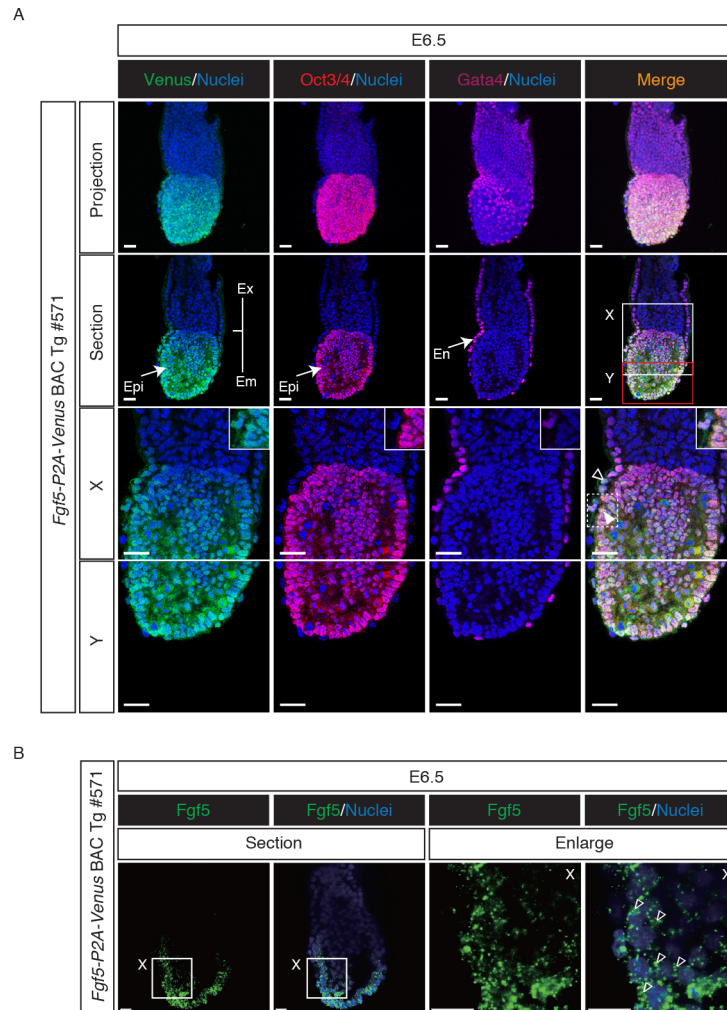 A
E6.5
Venus/Nuclei
Oct3/4/Nuclei
Gata4/Nuclei
Merge
Fgf5-P2A-Venus BAC Tg #571
Projection
Section
Ex
Em
Epi
Epi
En
X
Y
X
Y
B
Fgf5-P2A-Venus BAC Tg #571
E6.5
Fgf5
Fgf5/Nuclei
Fgf5
Fgf5/Nuclei
Section
Enlarge
X
X
X
X